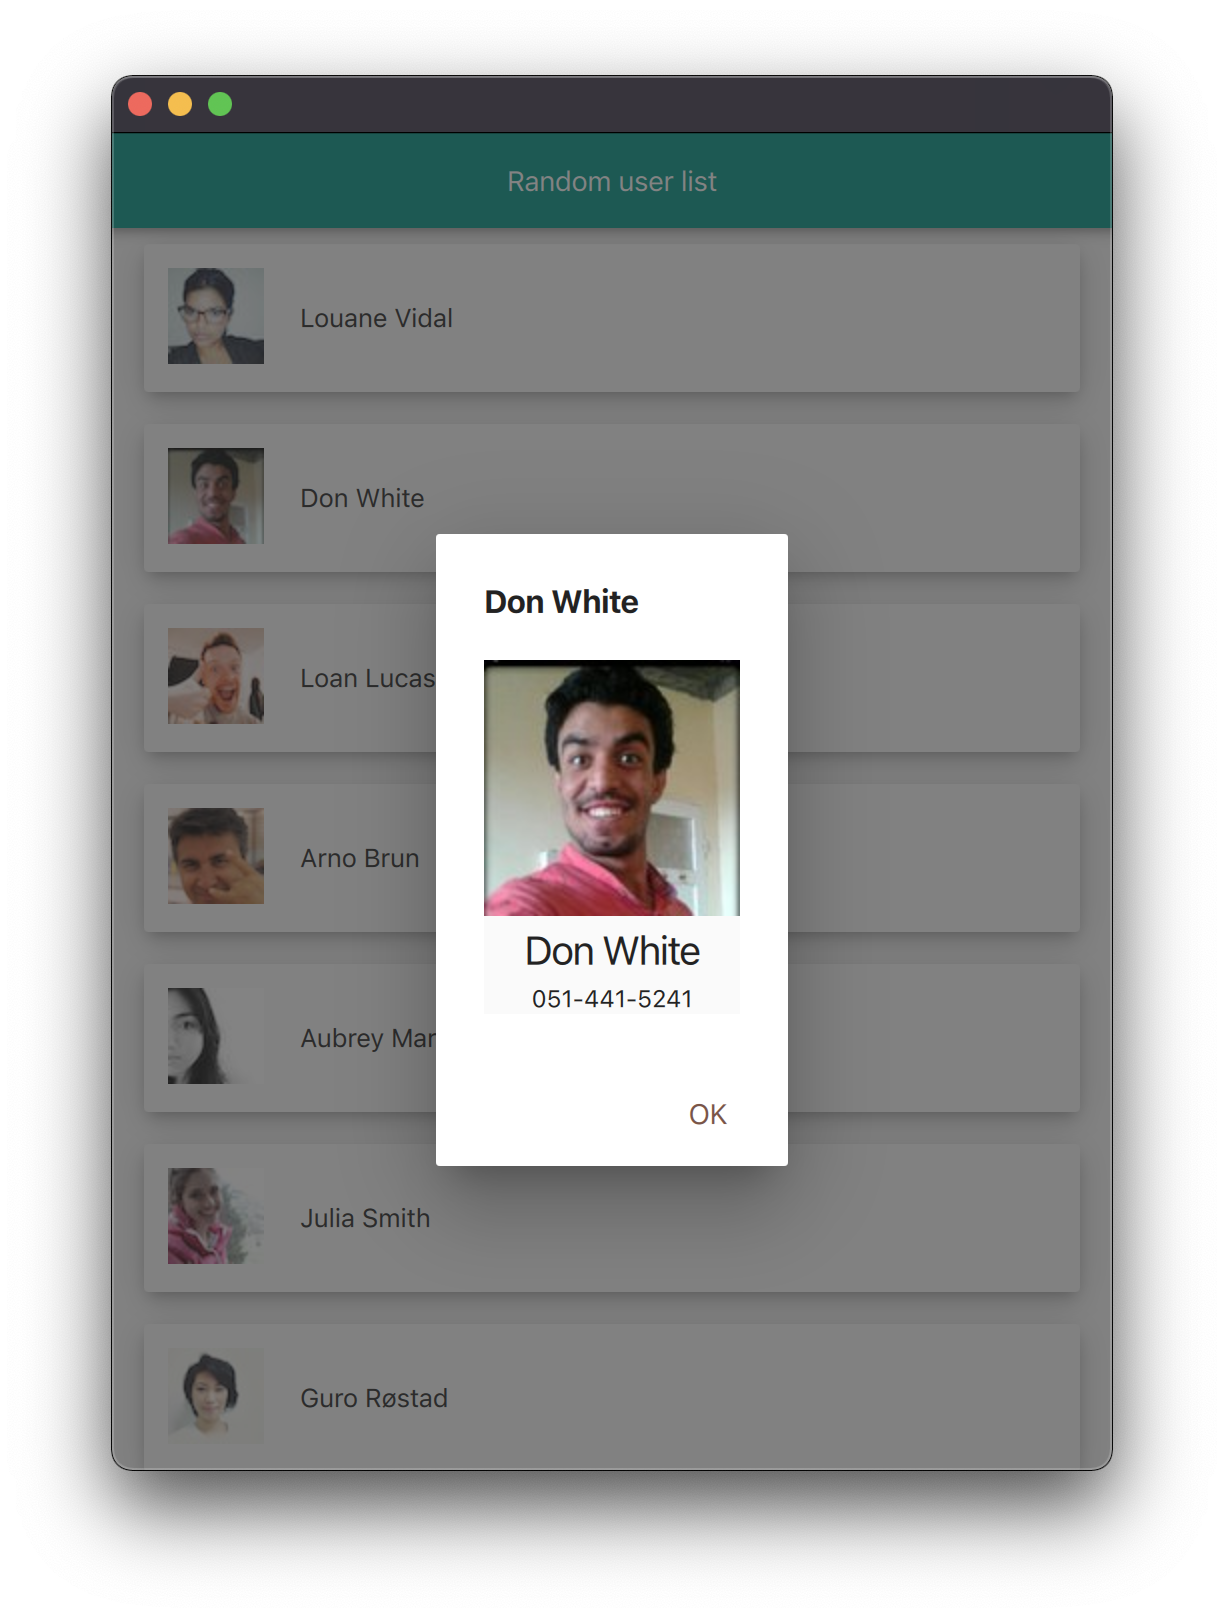 Random user list
Louane Vidal
Don White
Loan Lucas
Arno Brun
Aubrey Mar
Julia Smith
Guro Røstad
Don White
Don White
051-441-5241
OK